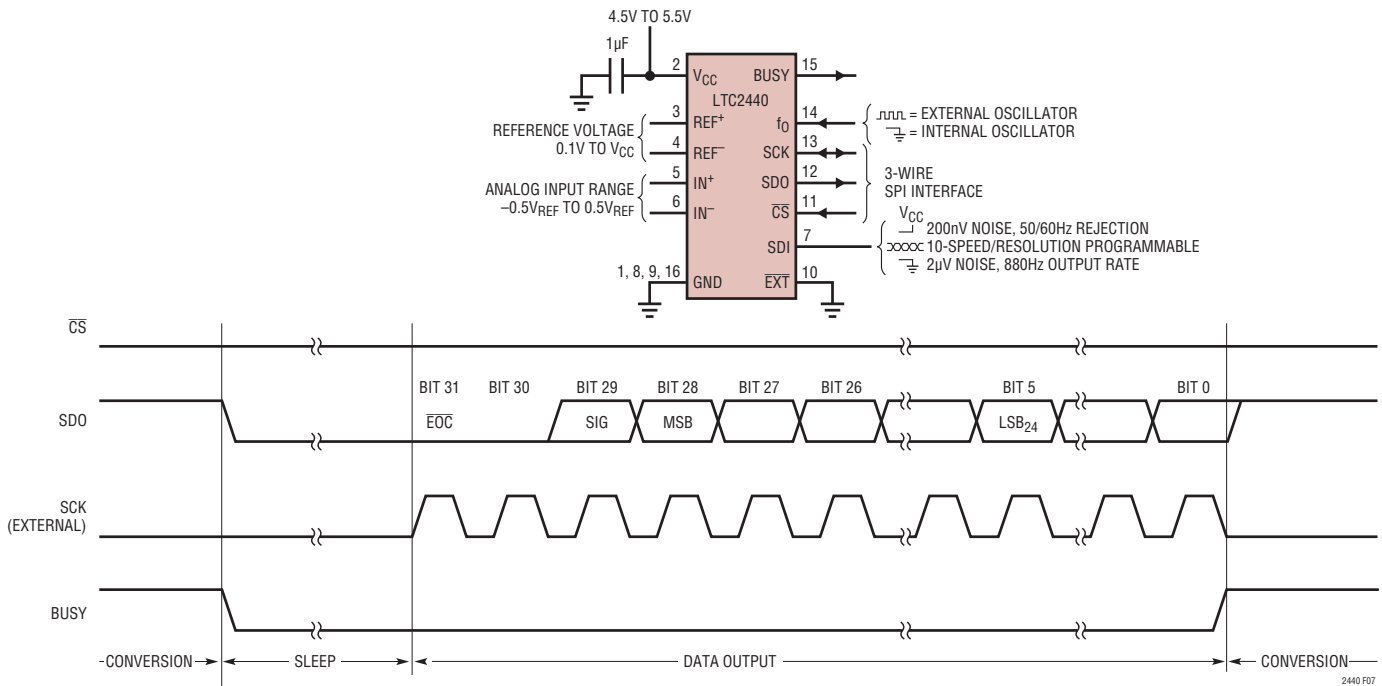 4.5V TO 5.5V
1µF
2
VCC
BUSY
15
LTC2440
REFERENCE VOLTAGE
0.1V TO VCC
3
REF+
4
REF–
fO
14
= EXTERNAL OSCILLATOR
= INTERNAL OSCILLATOR
SCK
13
SDO
12
CS
11
3-WIRE
SPI INTERFACE
ANALOG INPUT RANGE
–0.5VREF TO 0.5VREF
5
IN+
6
IN–
SDI
7
VCC
200nV NOISE, 50/60Hz REJECTION
10-SPEED/RESOLUTION PROGRAMMABLE
2µV NOISE, 880Hz OUTPUT RATE
1, 8, 9, 16
GND
EXT
10
CS
BIT 31 BIT 30 BIT 29 BIT 28 BIT 27 BIT 26 BIT 5 BIT 0
SDO
EOC SIG MSB LSB24
SCK
(EXTERNAL)
BUSY
CONVERSION SLEEP DATA OUTPUT CONVERSION
2440 F07